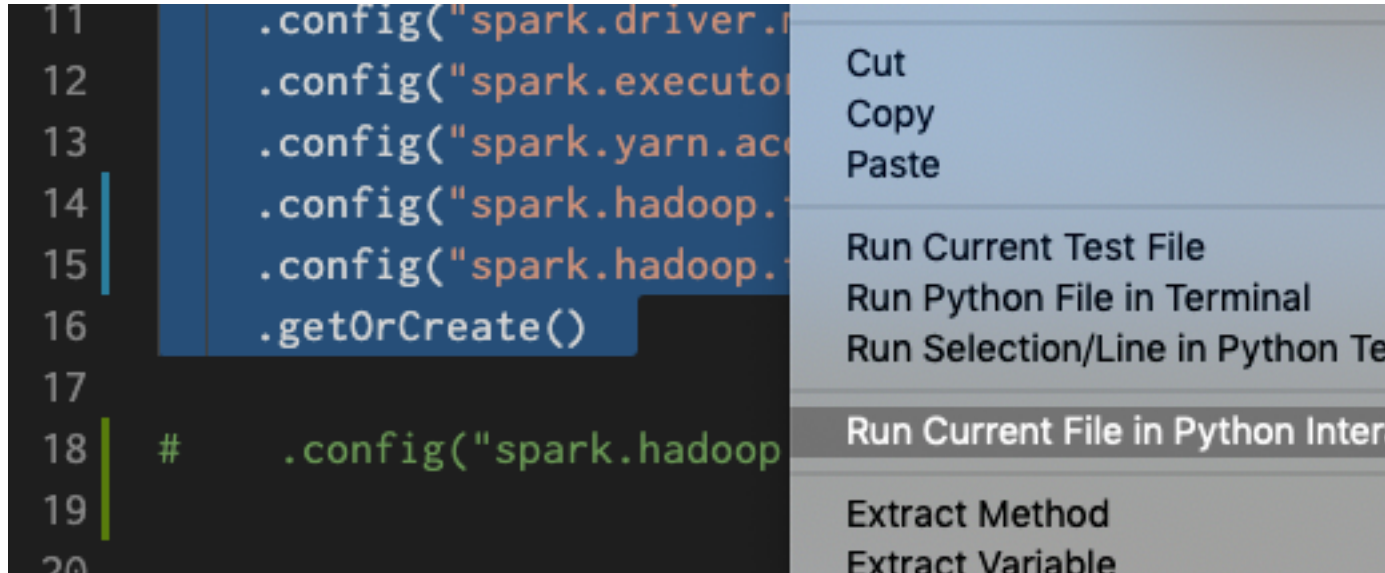 11 .config("spark.driver.
12 .config("spark.executor
13 .config("spark.yarn.acc
14 .config("spark.hadoop.
15 .config("spark.hadoop.
16 .getOrCreate()
17
18 # .config("spark.hadoop
19
20
Cut
Copy
Paste
Run Current Test File
Run Python File in Terminal
Run Selection/Line in Python Te
Run Current File in Python Inter
Extract Method
Extract Variable